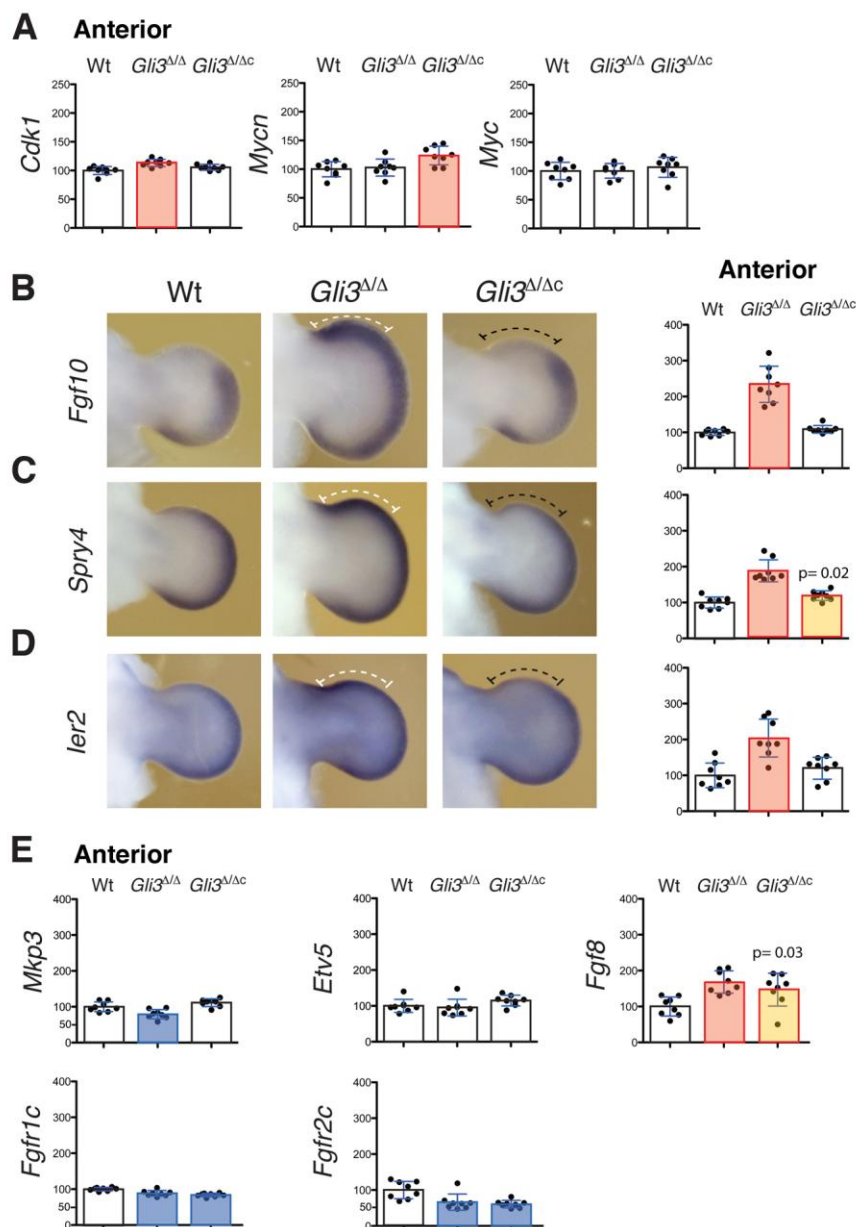 A Anterior
Wt Gli3Δ/Δ Gli3Δ/Δc
Cdk1
250
200
150
100
50
0
Wt Gli3Δ/Δ Gli3Δ/Δc
Mycn
250
200
150
100
50
0
Wt Gli3Δ/Δ Gli3Δ/Δc
Myc
250
200
150
100
50
0
B Wt Gli3Δ/Δ Gli3Δ/Δc
Fgf10
Anterior
Wt Gli3Δ/Δ Gli3Δ/Δc
400
300
200
100
0
C
Spry4
400
300
200
100
0
p= 0.02
D
Ier2
400
300
200
100
0
E Anterior
Wt Gli3Δ/Δ Gli3Δ/Δc
Mkp3
400
300
200
100
50
0
Wt Gli3Δ/Δ Gli3Δ/Δc
Etv5
400
300
200
100
0
Wt Gli3Δ/Δ Gli3Δ/Δc
Fgf8
400
300
200
100
0
p= 0.03
Fgfr1c
400
300
200
100
50
0
Fgfr2c
400
300
200
100
50
0